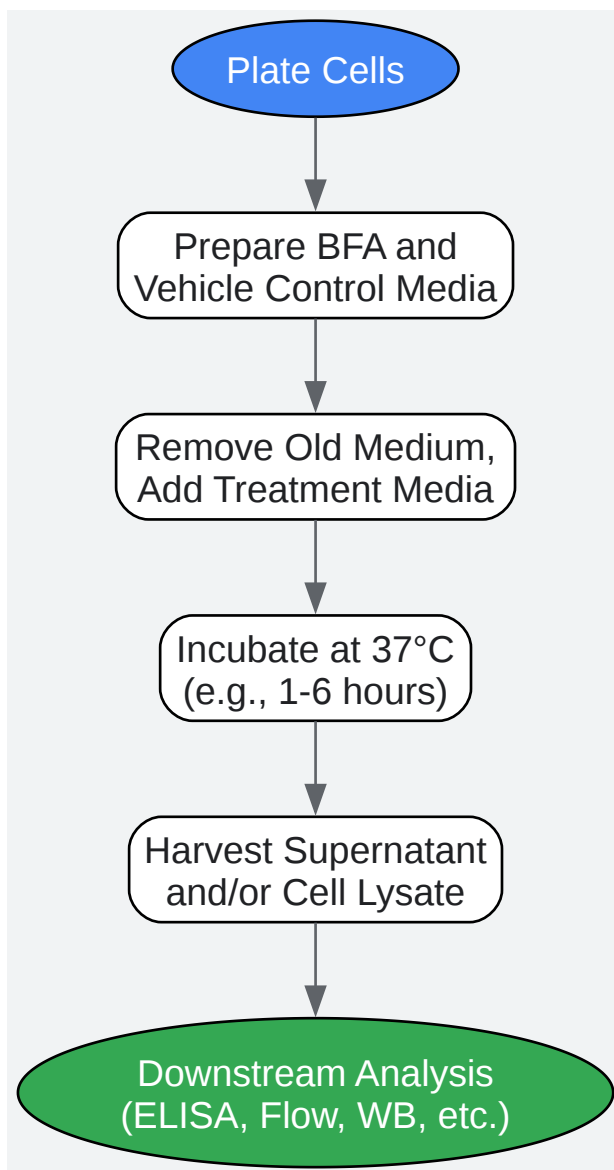 Plate Cells
Prepare BFA and
Vehicle Control Media
Remove Old Medium,
Add Treatment Media
Incubate at 37°C
(e.g., 1-6 hours)
Harvest Supernatant
and/or Cell Lysate
Downstream Analysis
(ELISA, Flow, WB, etc.)